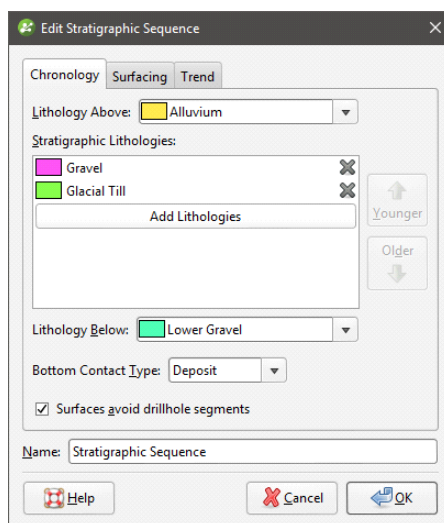 Edit Stratigraphic Sequence
Chronology Surfacing Trend
Lithology Above: Alluvium
Stratigraphic Lithologies:
Gravel
Glacial Till
Add Lithologies
Younger
Older
Lithology Below: Lower Gravel
Bottom Contact Type: Deposit
Surfaces avoid drillhole segments
Name: Stratigraphic Sequence
Help Cancel OK